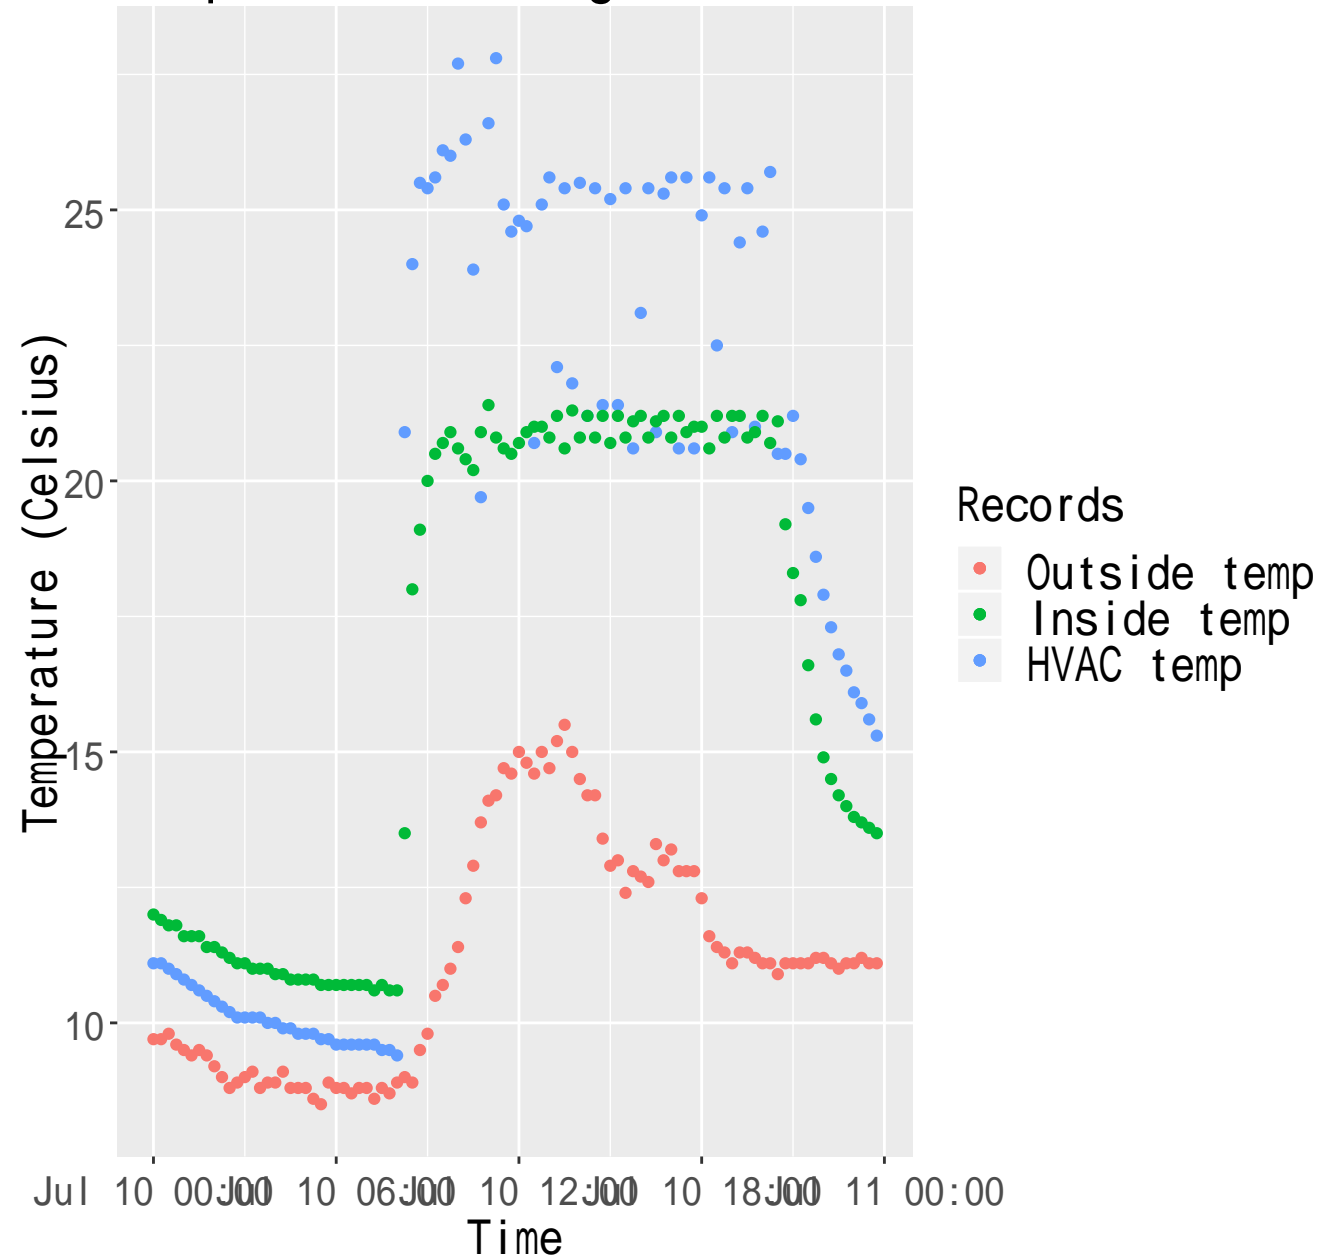 25
20
15
10
Temperature (Celsius)
Jul 10 00:00
Jul 10 06:00
Jul 10 12:00
Jul 10 18:00
Jul 11 00:00
Time
Records
Outside temp
Inside temp
HVAC temp